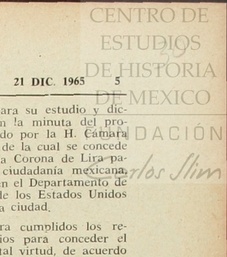 CENTRO DE
ESTUDIOS
DE HISTORIA
DE MEXICO
FUNDACIÓN
Carlos Slim
21 DIC. 1965 5
ara su estudio y dic-
n la minuta del pro-
do por la H. Cámara
de la cual se concede
a Corona de Lira pa-
ciudadanía mexicana,
en el Departamento de
de los Estados Unidos
a ciudad.
ra cumplidos los re-
ios para conceder el
tal virtud, de acuerdo